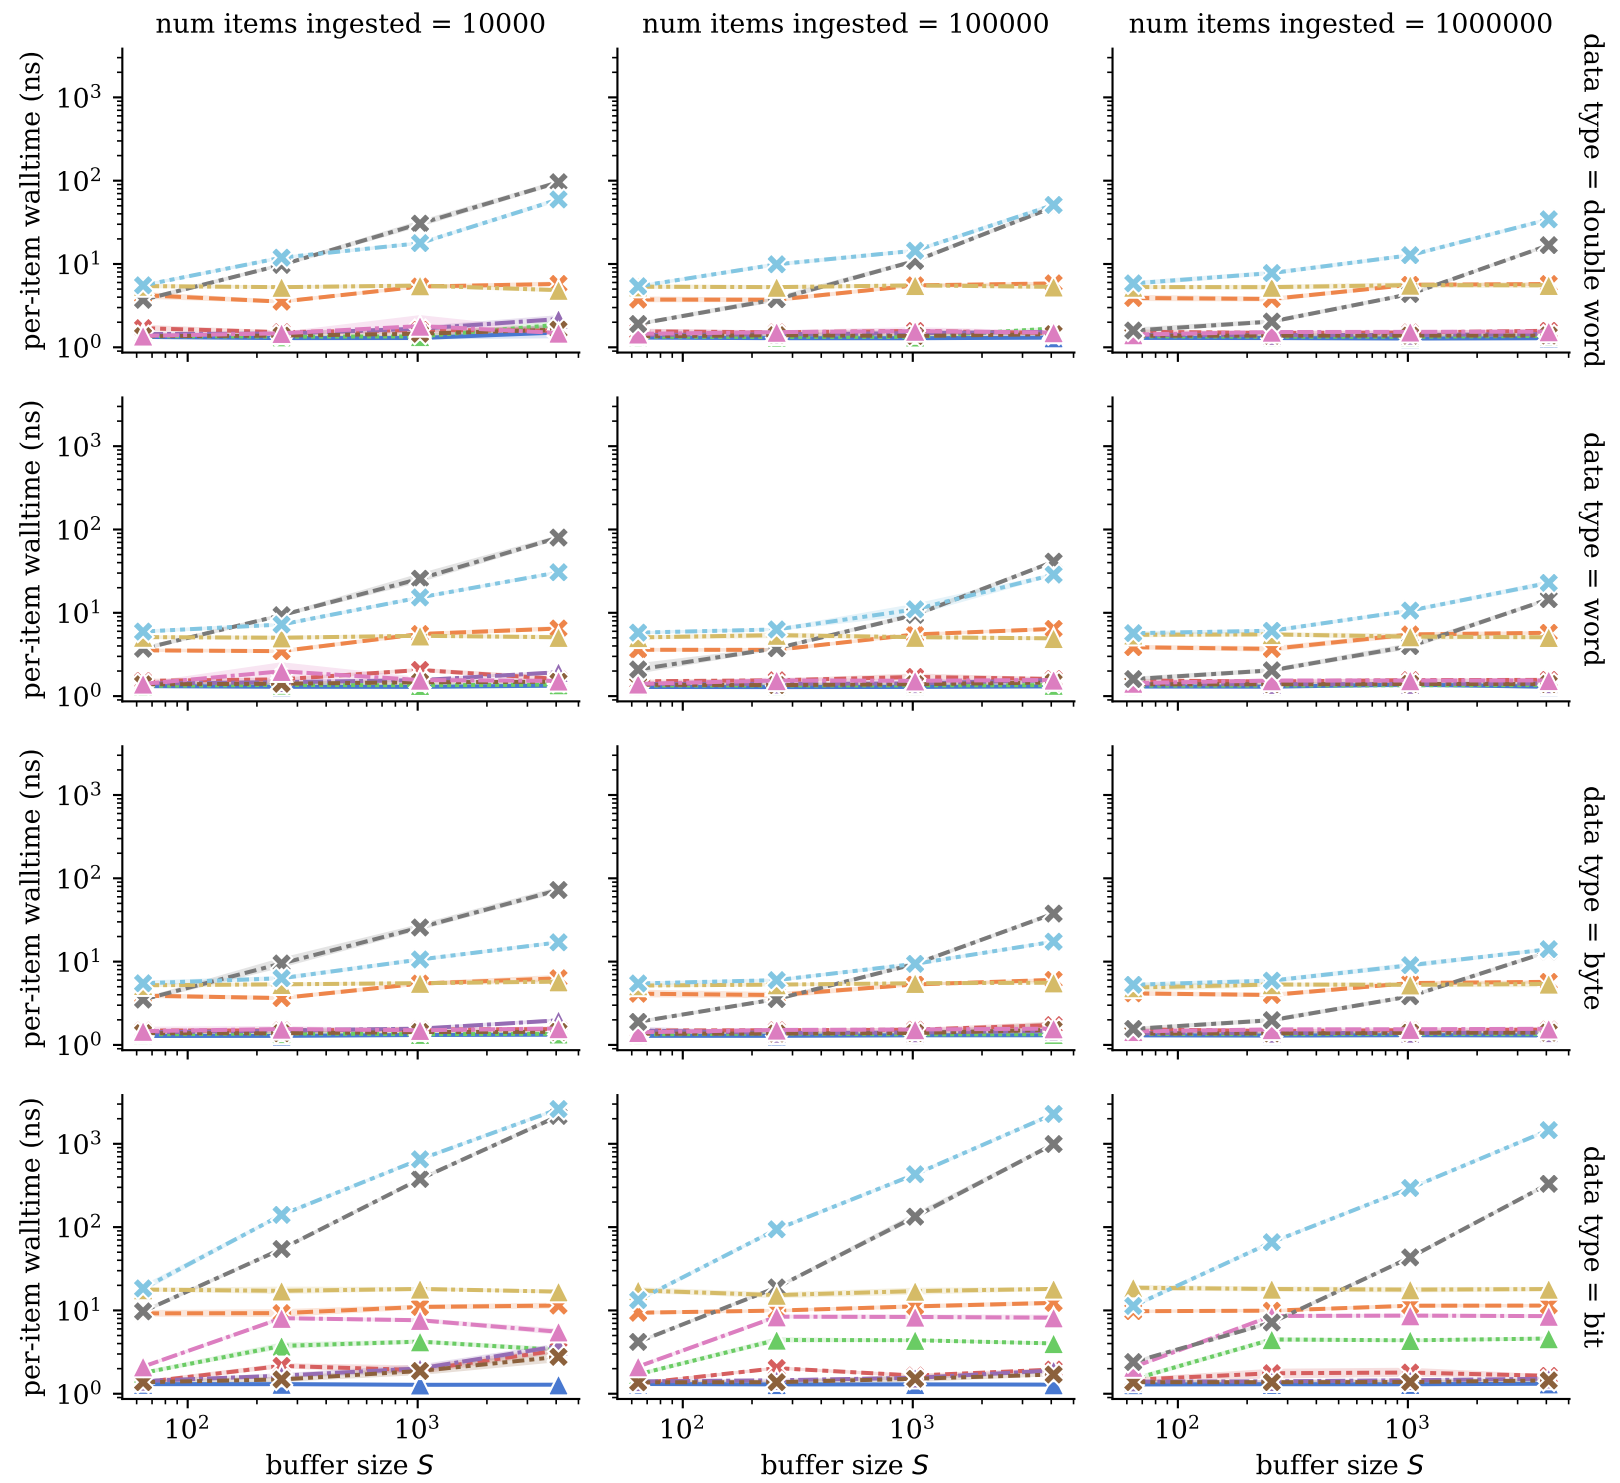 num items ingested = 10000
num items ingested = 100000
num items ingested = 1000000
per-item walltime (ns)
10³
10²
10¹
10⁰
data type = double word
per-item walltime (ns)
10³
10²
10¹
10⁰
data type = word
per-item walltime (ns)
10³
10²
10¹
10⁰
data type = byte
per-item walltime (ns)
10³
10²
10¹
10⁰
data type = bit
10² 10³
10² 10³
10² 10³
buffer size S
buffer size S
buffer size S